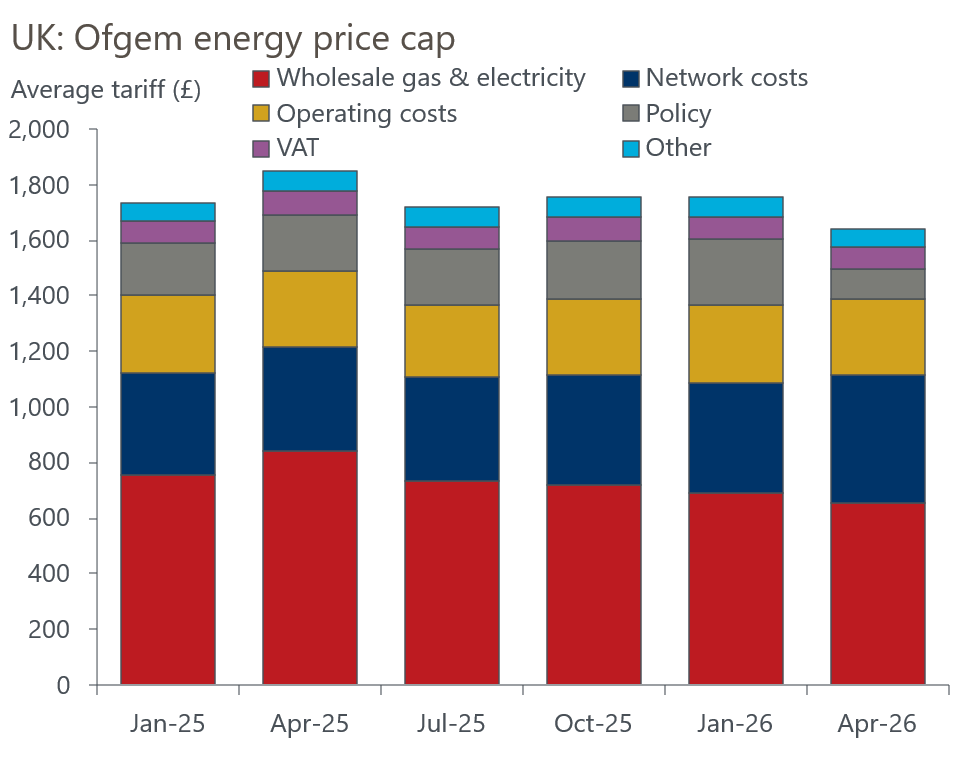 UK: Ofgem energy price cap
Average tariff (£)
Wholesale gas & electricity
Network costs
Operating costs
Policy
VAT
Other
2,000
1,800
1,600
1,400
1,200
1,000
800
600
400
200
0
Jan-25 Apr-25 Jul-25 Oct-25 Jan-26 Apr-26